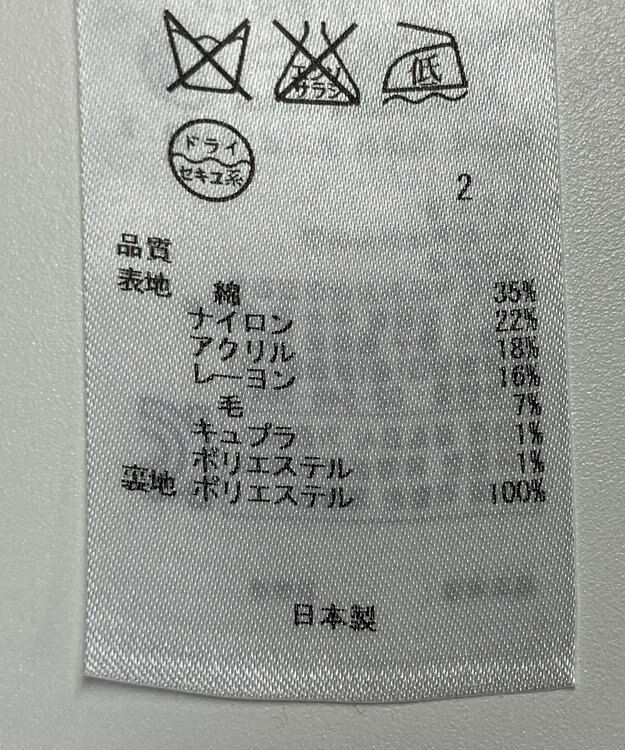 エンソ
サラシ
低
ドライ
セキユ系
2
品質
表地 綿 35%
ナイロン 22%
アクリル 18%
レーヨン 16%
毛 7%
キュプラ 1%
ポリエステル 1%
裏地 ポリエステル 100%
日本製